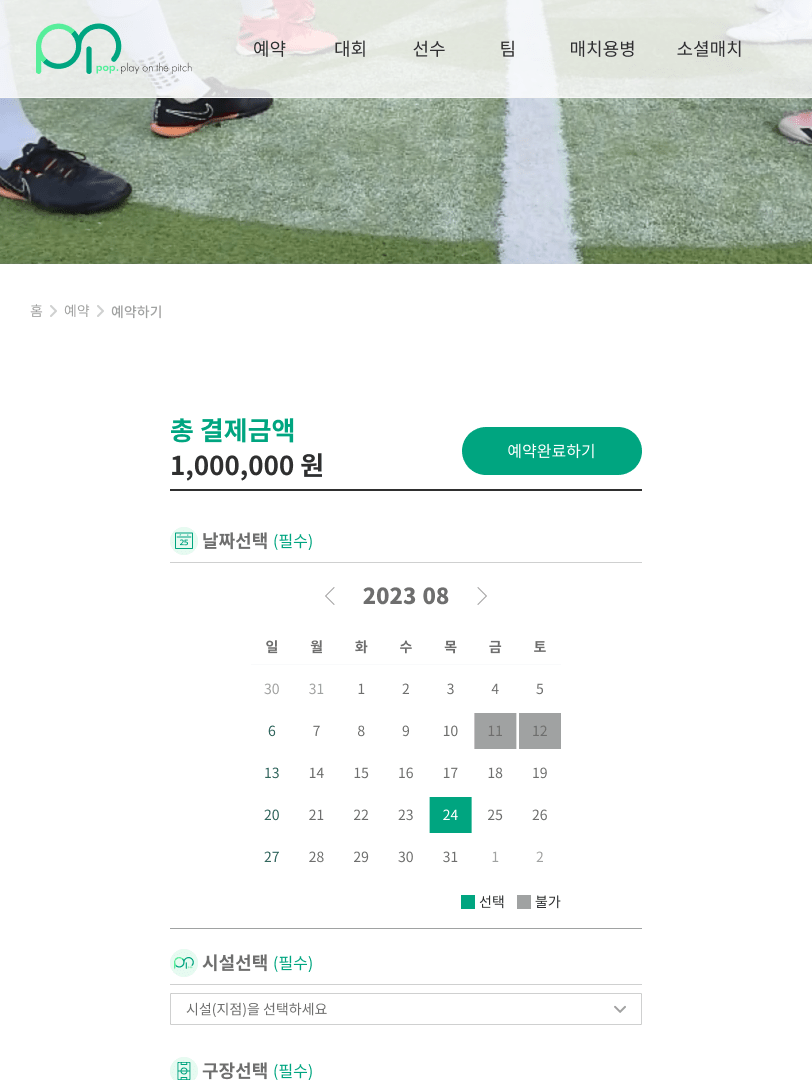 pop. play on the pitch
예약 대회 선수 팀 매치용병 소셜매치
홈 > 예약 > 예약하기
총 결제금액
1,000,000 원
예약완료하기
25 날짜선택 (필수)
2023 08
일 월 화 수 목 금 토
30 31 1 2 3 4 5
6 7 8 9 10 11 12
13 14 15 16 17 18 19
20 21 22 23 24 25 26
27 28 29 30 31 1 2
선택 불가
시설선택 (필수)
시설(지점)을 선택하세요
구장선택 (필수)